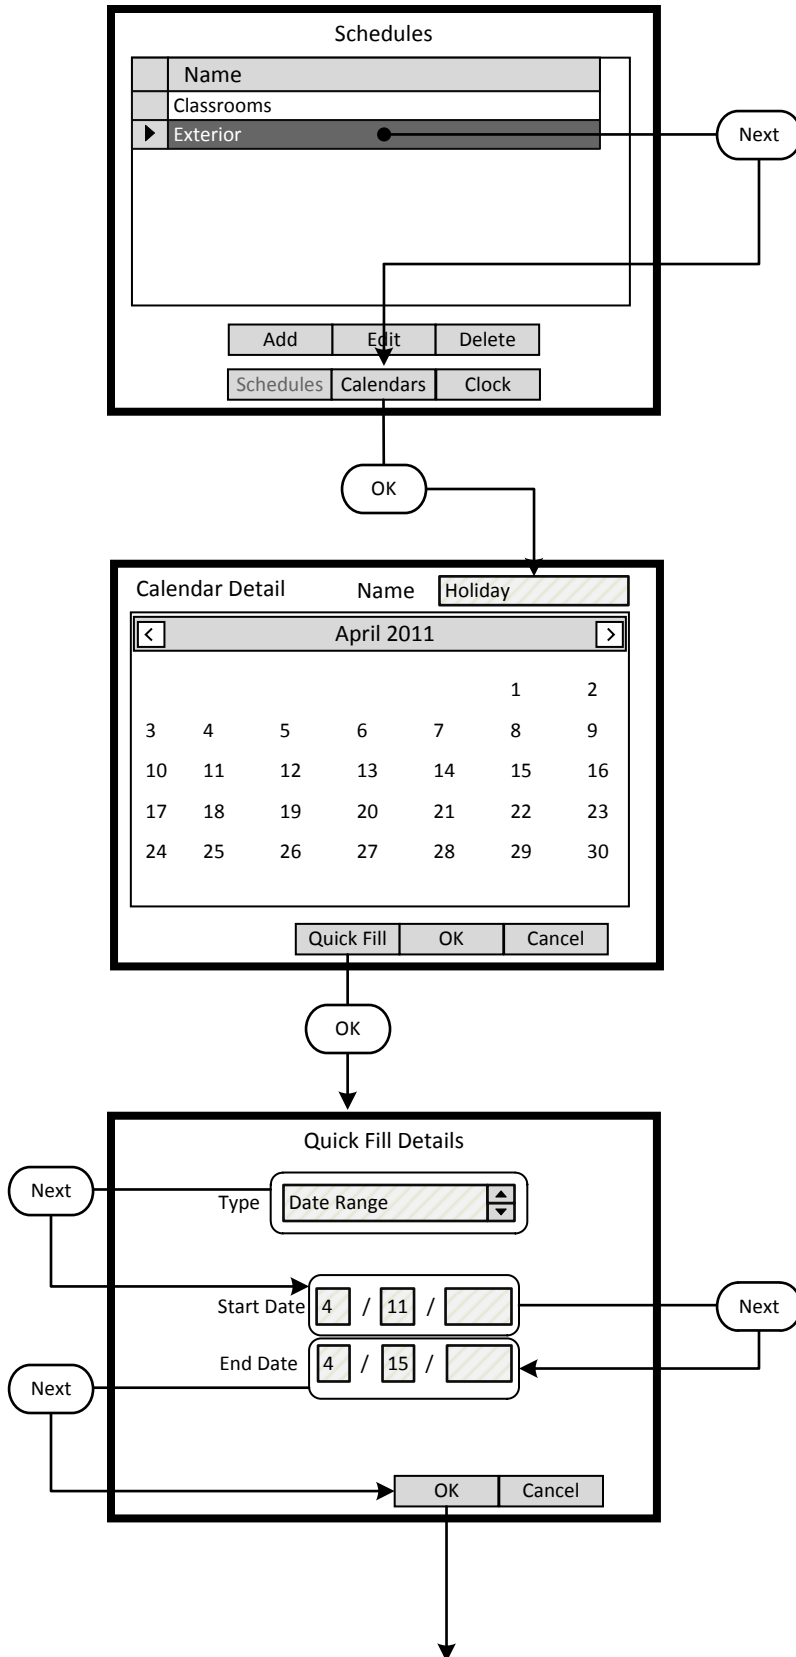 Schedules
Name
Classrooms
Exterior
Next
Add Edit Delete
Schedules Calendars Clock
OK
Calendar Detail Name Holiday
< April 2011 >
1 2
3 4 5 6 7 8 9
10 11 12 13 14 15 16
17 18 19 20 21 22 23
24 25 26 27 28 29 30
Quick Fill OK Cancel
OK
Quick Fill Details
Next
Type Date Range
Start Date 4 / 11 /
Next
End Date 4 / 15 /
Next
OK Cancel